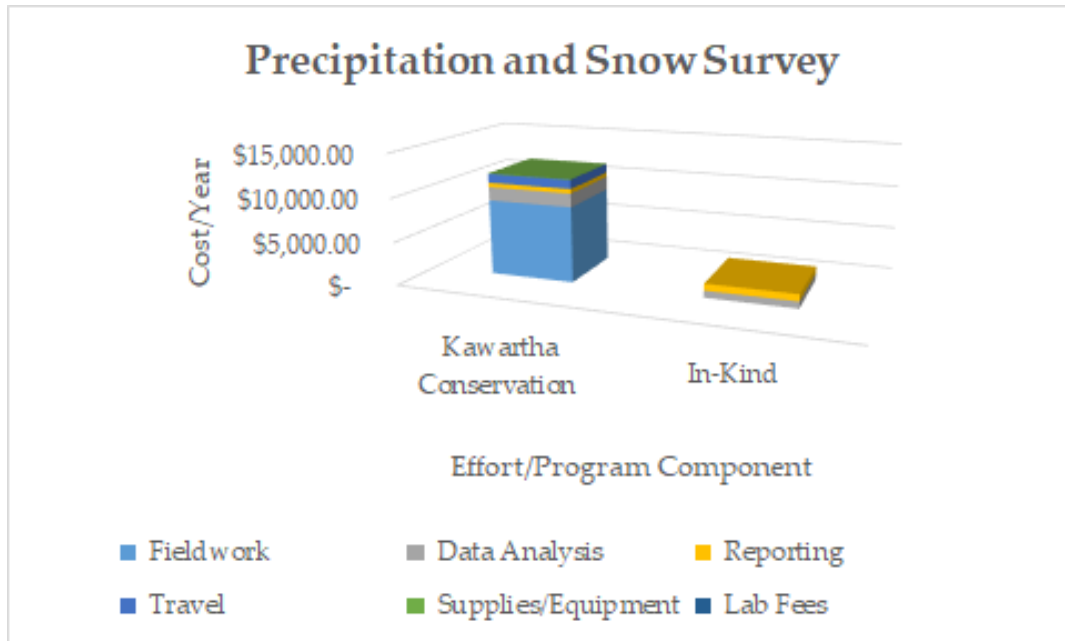 Precipitation and Snow Survey
Cost/Year
$15,000.00
$10,000.00
$5,000.00
$-
Kawartha
Conservation
In-Kind
Effort/Program Component
Fieldwork
Data Analysis
Reporting
Travel
Supplies/Equipment
Lab Fees